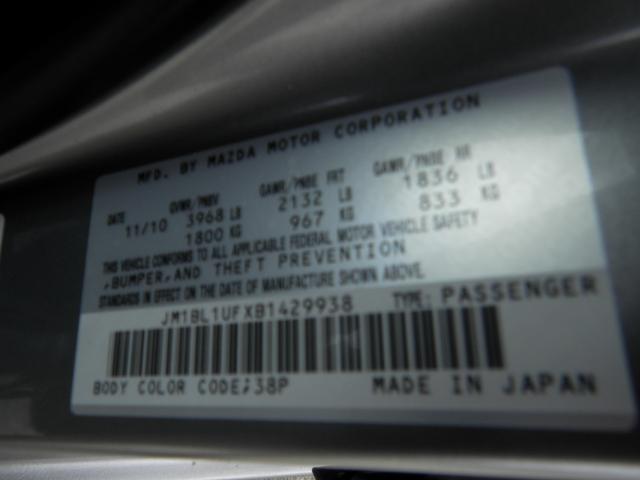 MFD. BY MAZDA MOTOR CORPORATION
DATE GVWR/PNBV GAWR/PNBE FRT GAWR/PNBE RR
11/10 3968 LB 2132 LB 1836 LB
1800 KG 967 KG 833 KG
THIS VEHICLE CONFORMS TO ALL APPLICABLE FEDERAL MOTOR VEHICLE SAFETY
,BUMPER,AND THEFT PREVENTION
STANDARDS IN EFFECT ON THE DATE OF MANUFACTURE SHOWN ABOVE.
JM1BL1UFXB1429938 TYPE: PASSENGER
BODY COLOR CODE;38P MADE IN JAPAN